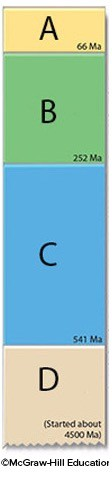 A
66 Ma
B
252 Ma
C
541 Ma
D
(Started about
4500 Ma)
©McGraw-Hill Education